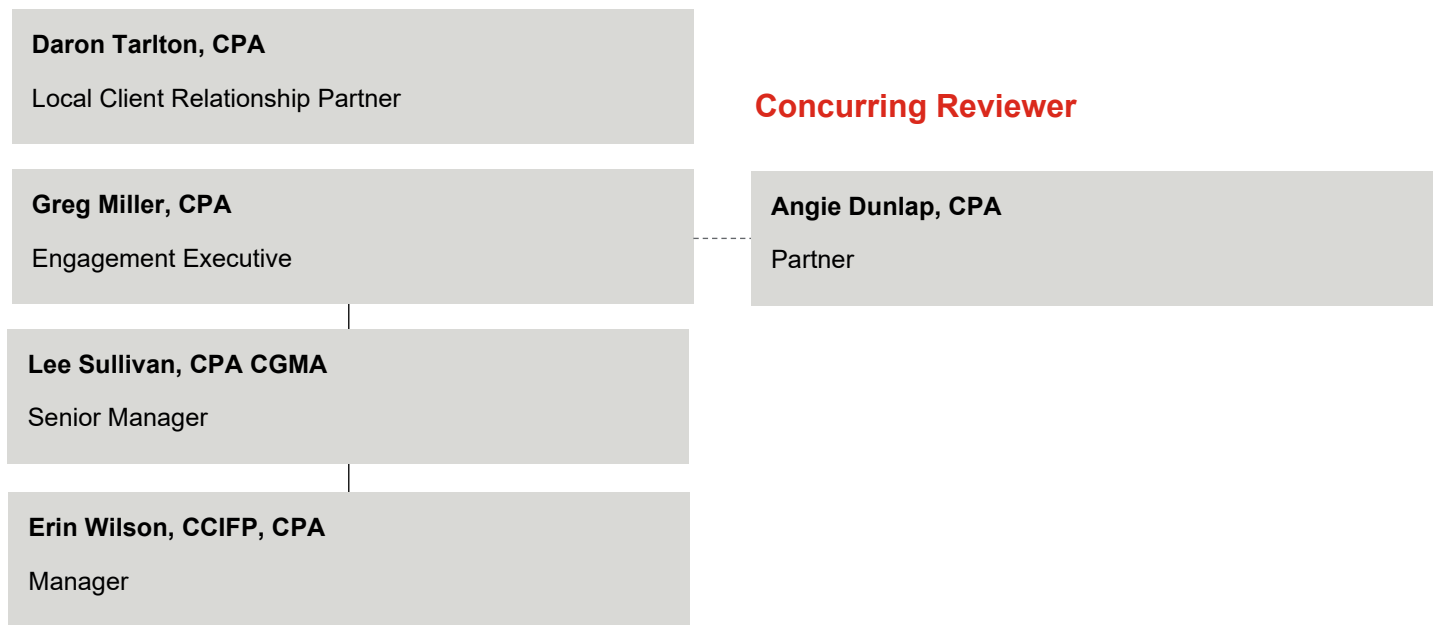 Daron Tarlton, CPA
Local Client Relationship Partner
Concurring Reviewer
Greg Miller, CPA
Engagement Executive
Angie Dunlap, CPA
Partner
Lee Sullivan, CPA CGMA
Senior Manager
Erin Wilson, CCIFP, CPA
Manager